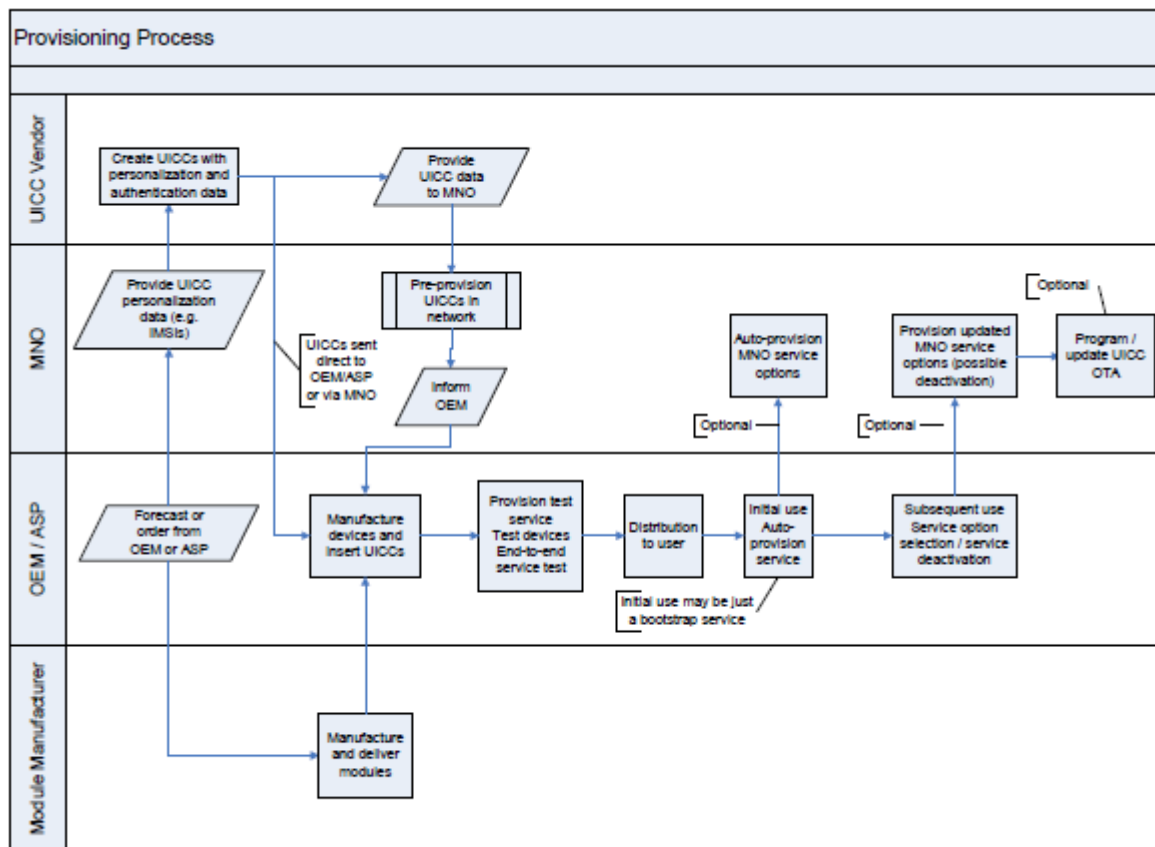 Provisioning Process
UICC Vendor
Create UICCs with
personalization and
authentication data
Provide
UICC data
to MNO
MNO
Provide UICC
personalization
data (e.g.
IMSIs)
UICCs sent
direct to
OEM/ASP
or via MNO
Pre-provision
UICCs in
network
Inform
OEM
Auto-provision
MNO service
options
Optional
Provision updated
MNO service
options (possible
deactivation)
Optional
Optional
Program /
update UICC
OTA
OEM / ASP
Forecast or
order from
OEM or ASP
Manufacture
devices and
insert UICCs
Provision test
service
Test devices
End-to-end
service test
Distribution
to user
Initial use
Auto-
provision
service
Initial use may be just
a bootstrap service
Subsequent use
Service option
selection / service
deactivation
Module Manufacturer
Manufacture
and deliver
modules